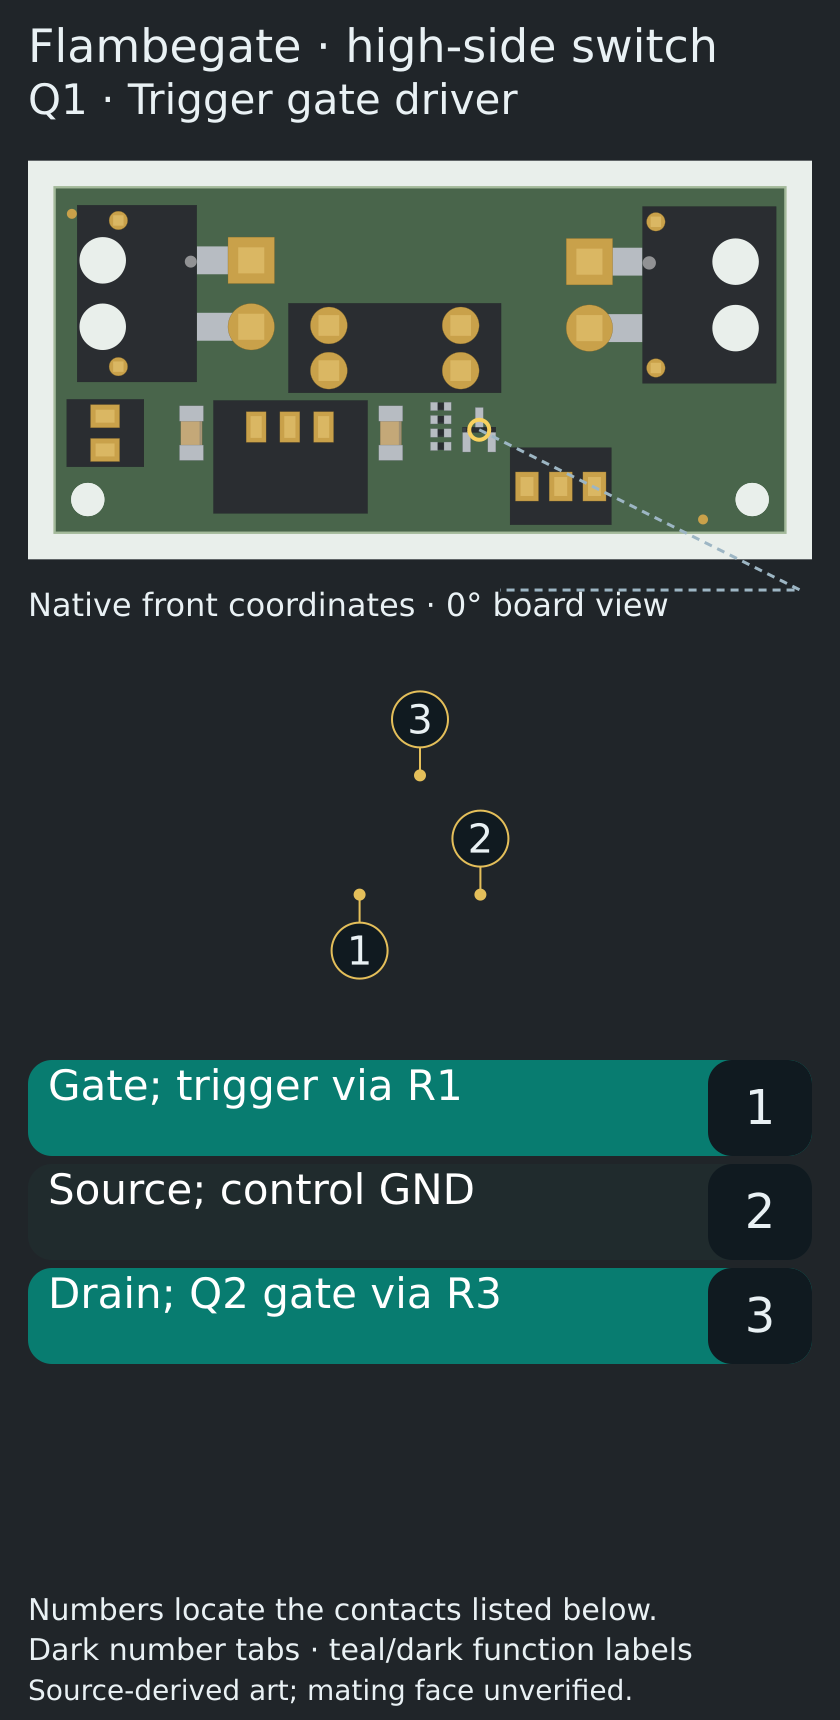 Flambegate · high-side switch
Q1 · Trigger gate driver
Native front coordinates · 0° board view
3
2
1
Gate; trigger via R1 1
Source; control GND 2
Drain; Q2 gate via R3 3
Numbers locate the contacts listed below.
Dark number tabs · teal/dark function labels
Source-derived art; mating face unverified.